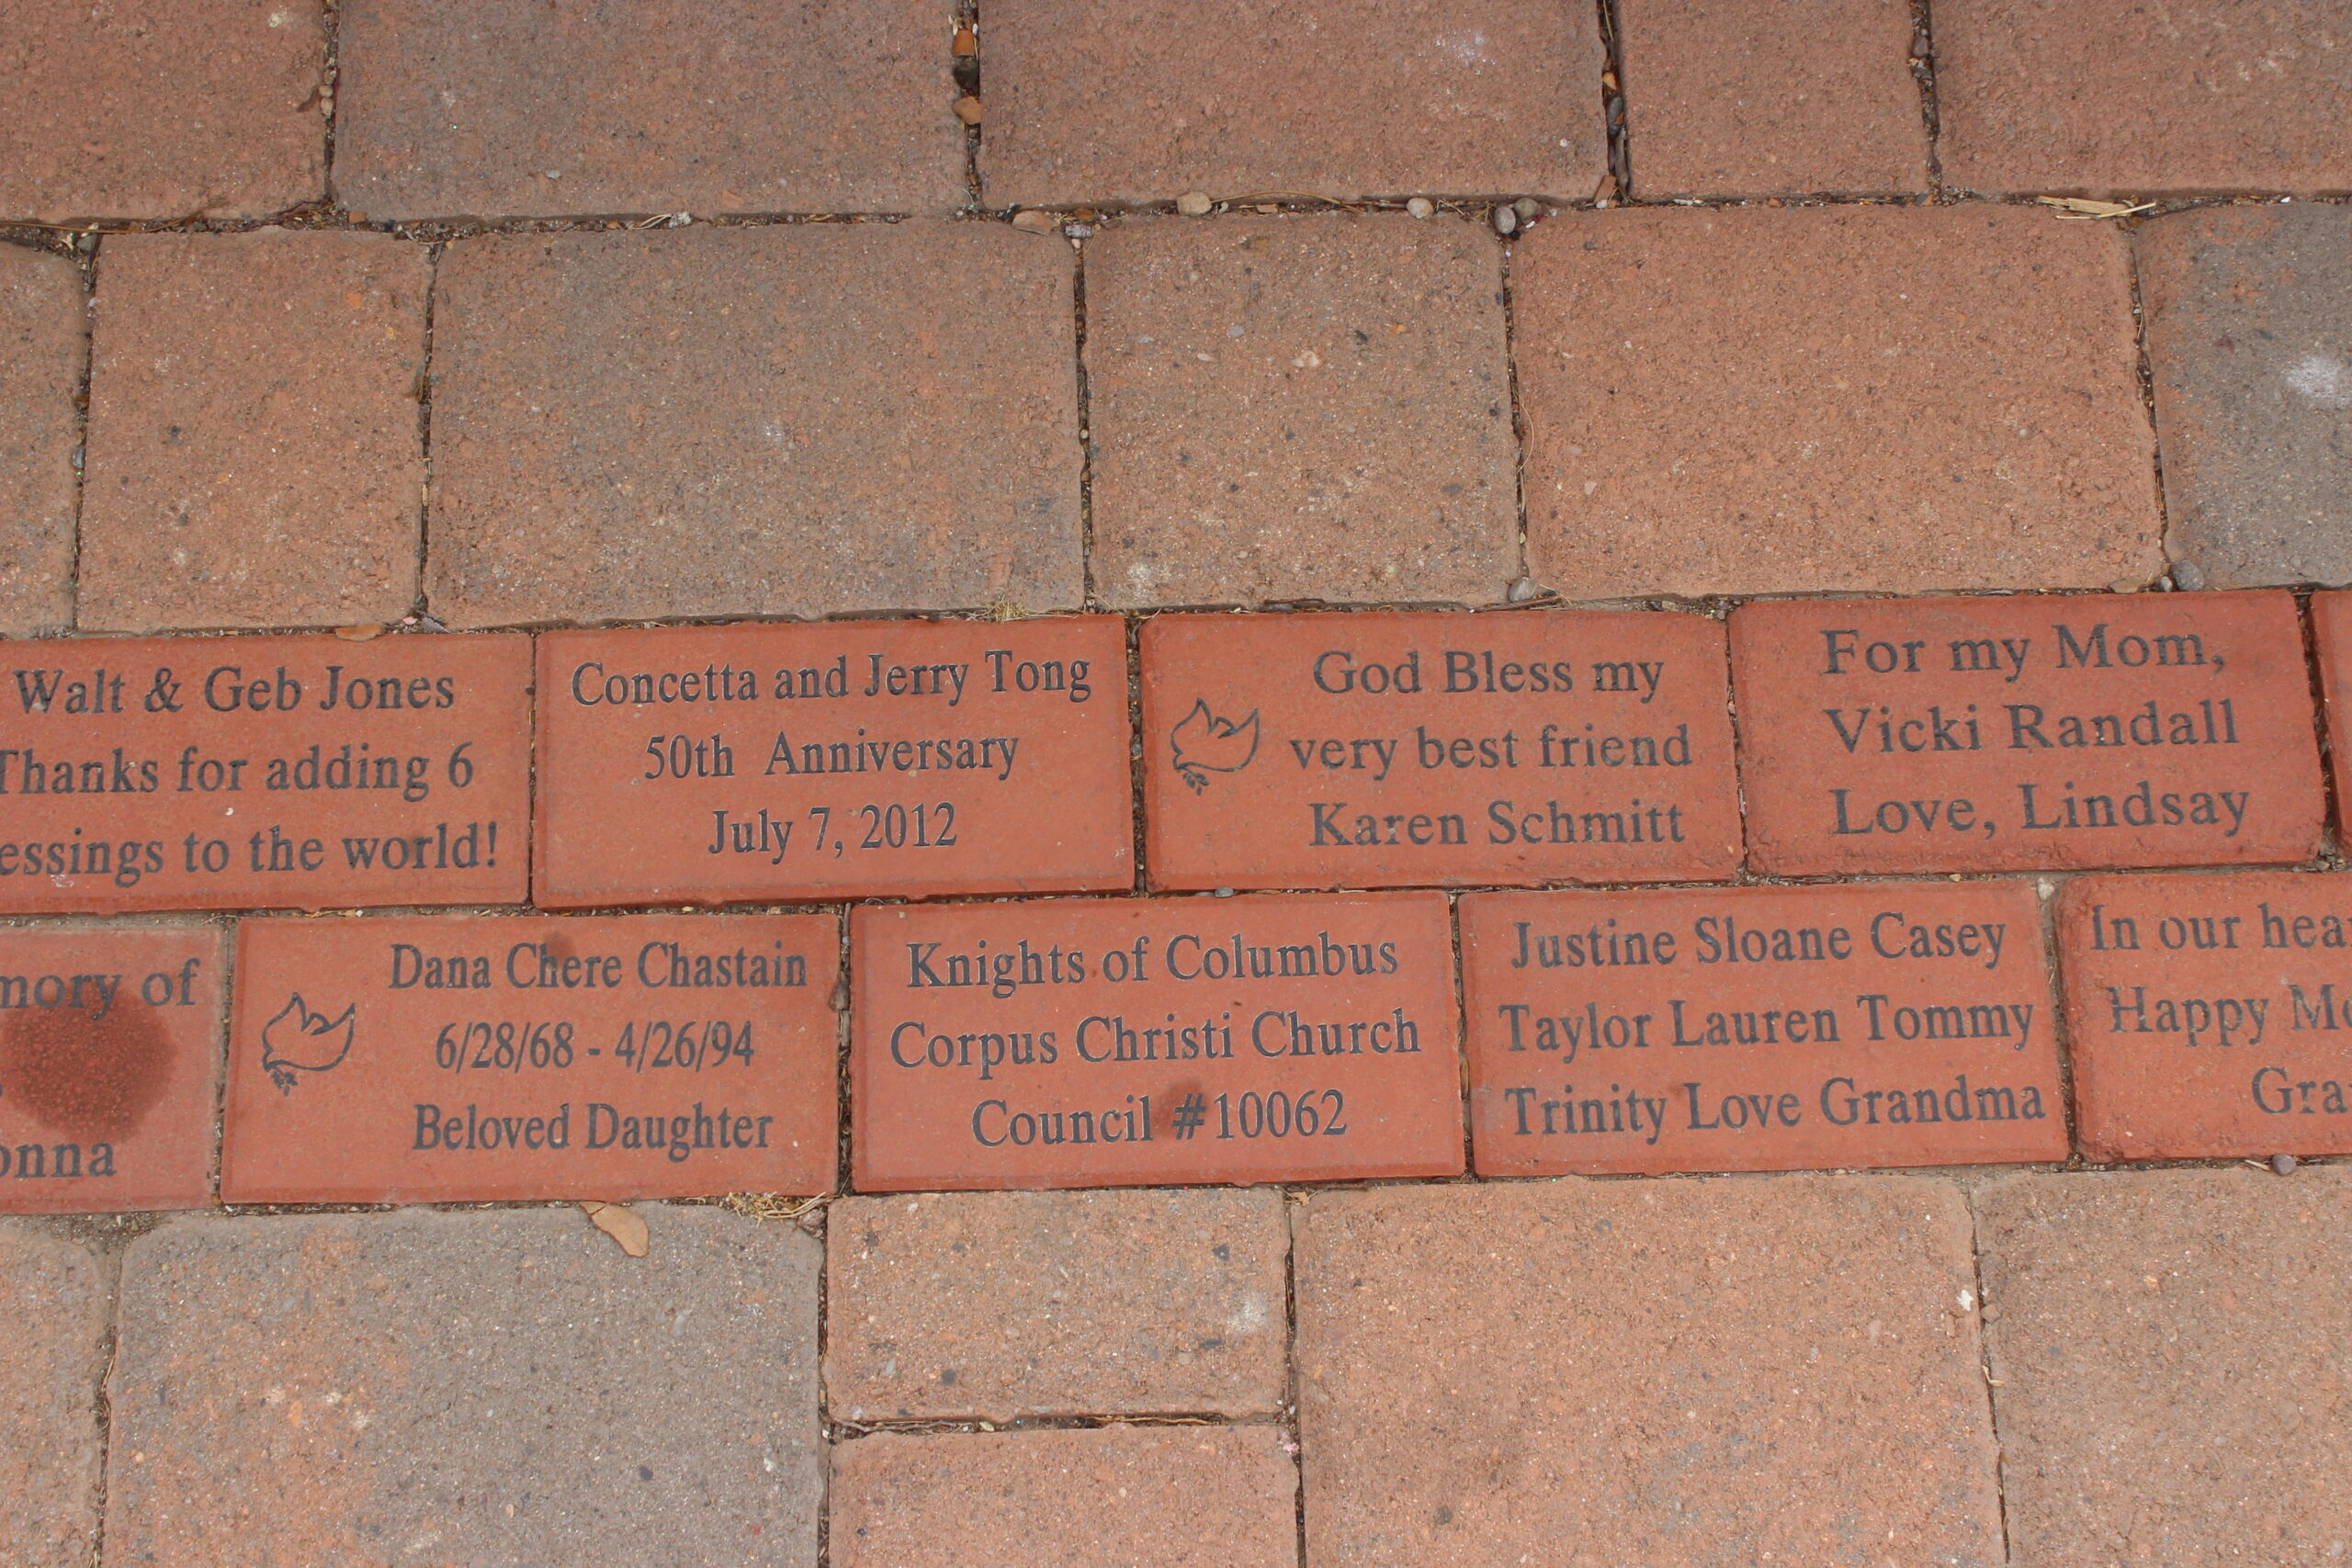 Walt & Geb Jones
Thanks for adding 6
essings to the world!
Concetta and Jerry Tong
50th Anniversary
July 7, 2012
God Bless my
very best friend
Karen Schmitt
For my Mom,
Vicki Randall
Love, Lindsay
mory of
onna
Dana Chere Chastain
6/28/68 - 4/26/94
Beloved Daughter
Knights of Columbus
Corpus Christi Church
Council #10062
Justine Sloane Casey
Taylor Lauren Tommy
Trinity Love Grandma
In our hea
Happy M
Gra